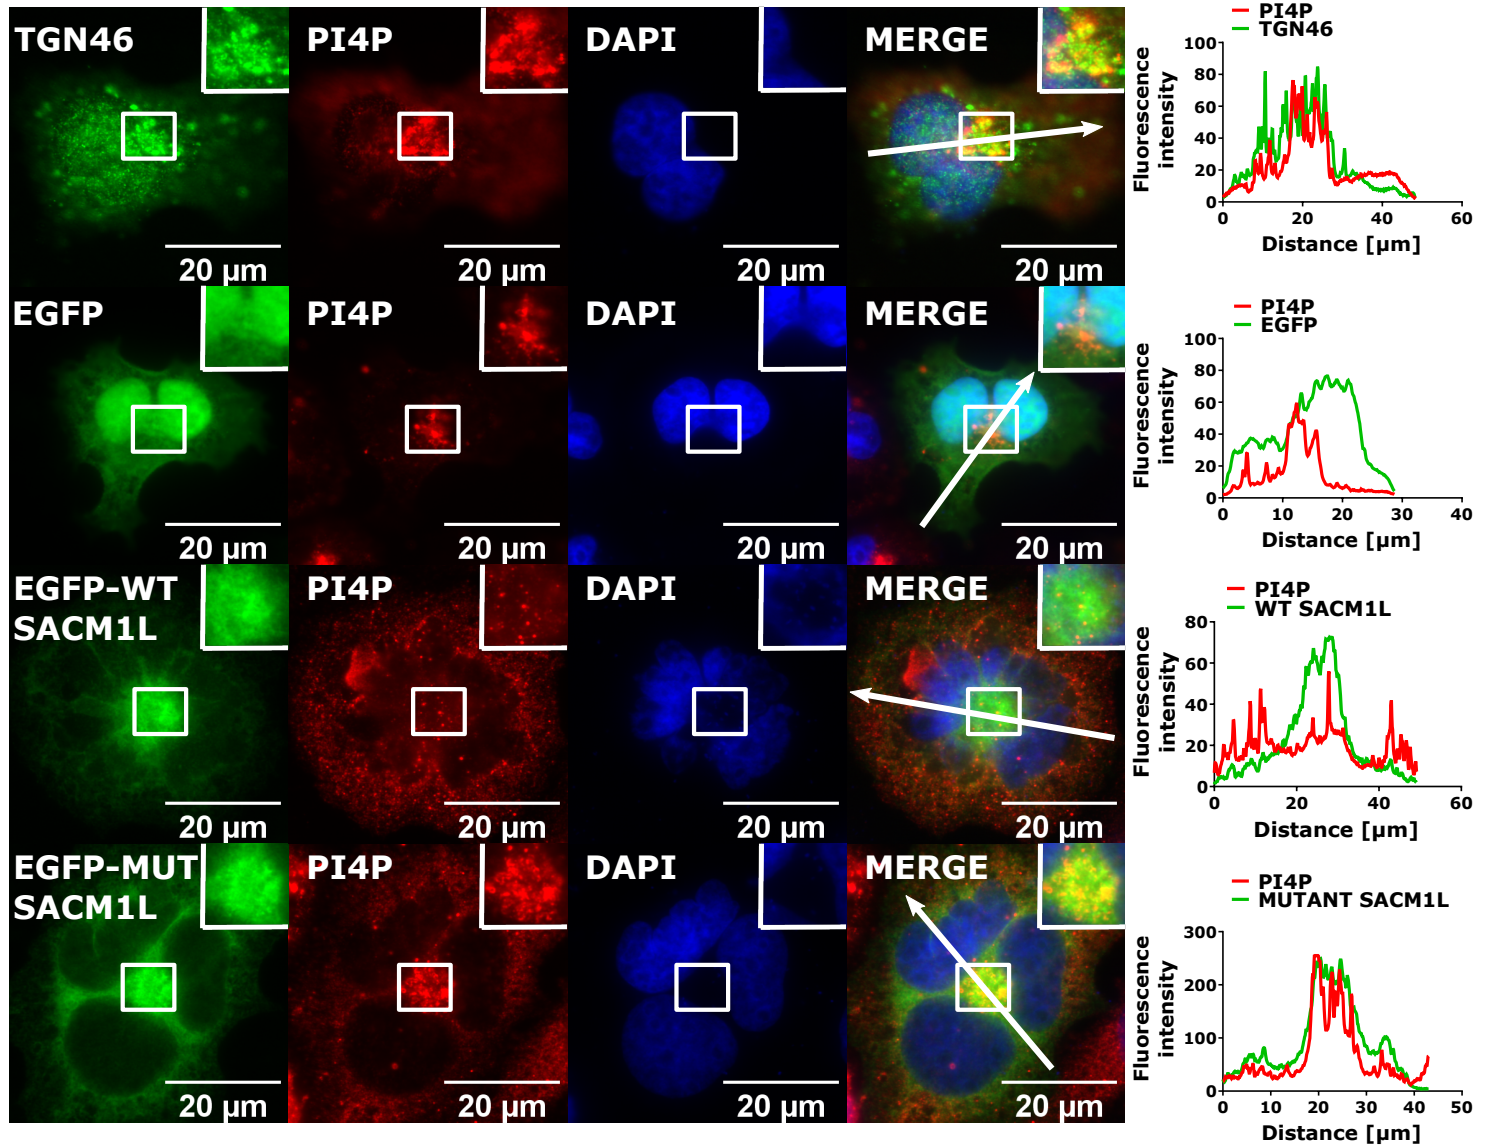 TGN46
PI4P
DAPI
MERGE
20 µm
20 µm
20 µm
20 µm
PI4P
TGN46
Fluorescence
intensity
100
80
60
40
20
0
0
20
40
60
Distance [µm]
EGFP
PI4P
DAPI
MERGE
20 µm
20 µm
20 µm
20 µm
PI4P
EGFP
Fluorescence
intensity
100
80
60
40
20
0
0
10
20
30
40
Distance [µm]
EGFP-WT
SACM1L
PI4P
DAPI
MERGE
20 µm
20 µm
20 µm
20 µm
PI4P
WT SACM1L
Fluorescence
intensity
80
60
40
20
0
0
20
40
60
Distance [µm]
EGFP-MUT
SACM1L
PI4P
DAPI
MERGE
20 µm
20 µm
20 µm
20 µm
PI4P
MUTANT SACM1L
Fluorescence
intensity
300
200
100
0
0
10
20
30
40
50
Distance [µm]